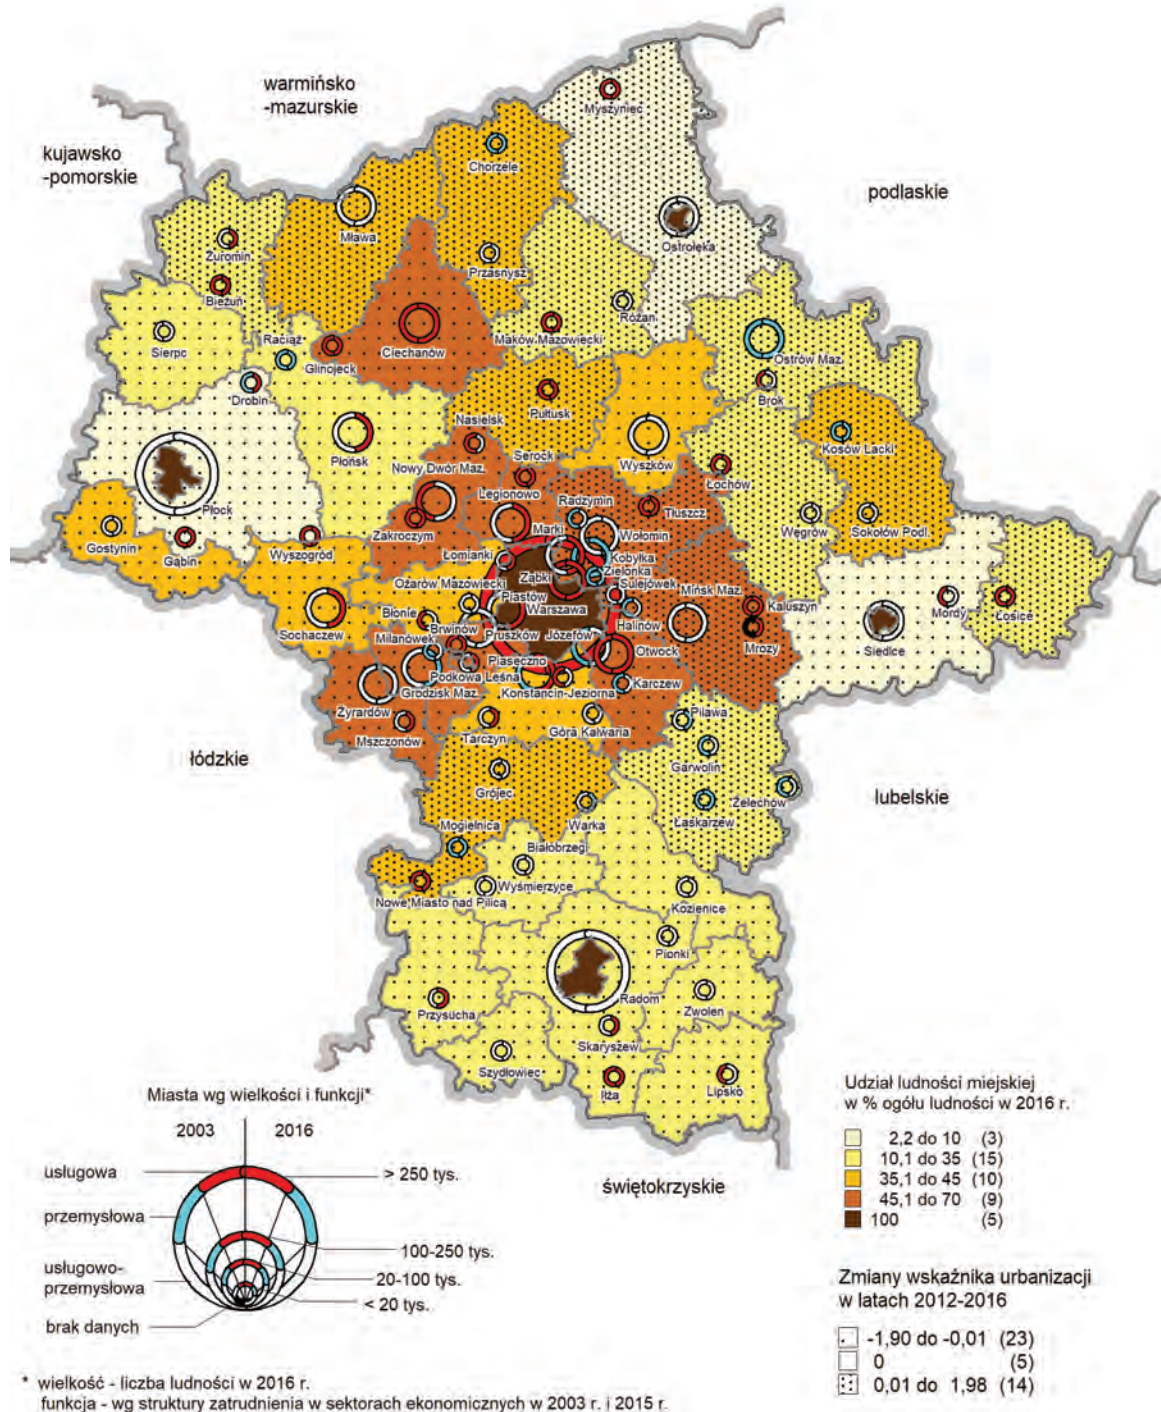 warmińsko
-mazurskie
kujawsko
-pomorskie
podlaskie
Myszyniec
Chorzele
Ostrołęka
Mława
Żuromin
Przasnysz
Bieżuń
Różan
Sierpc
Raciąż
Glinojeck
Ciechanów
Maków Mazowiecki
Ostrów Maz.
Drobin
Brok
Pułtusk
Nasielsk
Kosów Lacki
Płońsk
Serock
Wyszków
Nowy Dwór Maz.
Legionowo
Radzymin
Łochów
Płock
Tłuszcz
Gostynin
Gąbin
Wyszogród
Zakroczym
Marki
Wołomin
Węgrów
Sokołów Podl.
Łomianki
Kobyłka
Ząbki
Zielonka
Ożarów Mazowiecki
Sulejówek
Mińsk Maz.
Piastów
Warszawa
Kałuszyn
Mordy
Łosice
Błonie
Halinów
Sochaczew
Brwinów
Pruszków
Józefów
Milanówek
Otwock
Mrozy
Siedlce
Piaseczno
Podkowa Leśna
Grodzisk Maz.
Konstancin-Jeziorna
Karczew
Żyrardów
Pilawa
Mszczonów
Tarczyn
Góra Kalwaria
łódzkie
Garwolin
Grójec
Żelechów
lubelskie
Łaskarzew
Warka
Mogielnica
Białobrzegi
Wyśmierzyce
Kozienice
Nowe Miasto nad Pilicą
Pionki
Radom
Zwoleń
Przysucha
Skaryszew
Szydłowiec
Iłża
Lipsko
świętokrzyskie
Miasta wg wielkości i funkcji*
2003
2016
usługowa
> 250 tys.
przemysłowa
100-250 tys.
usługowo-
przemysłowa
20-100 tys.
< 20 tys.
brak danych
* wielkość - liczba ludności w 2016 r.
funkcja - wg struktury zatrudnienia w sektorach ekonomicznych w 2003 r. i 2015 r.
Udział ludności miejskiej
w % ogółu ludności w 2016 r.
2,2 do 10 (3)
10,1 do 35 (15)
35,1 do 45 (10)
45,1 do 70 (9)
100 (5)
Zmiany wskaźnika urbanizacji
w latach 2012-2016
-1,90 do -0,01 (23)
0 (5)
0,01 do 1,98 (14)